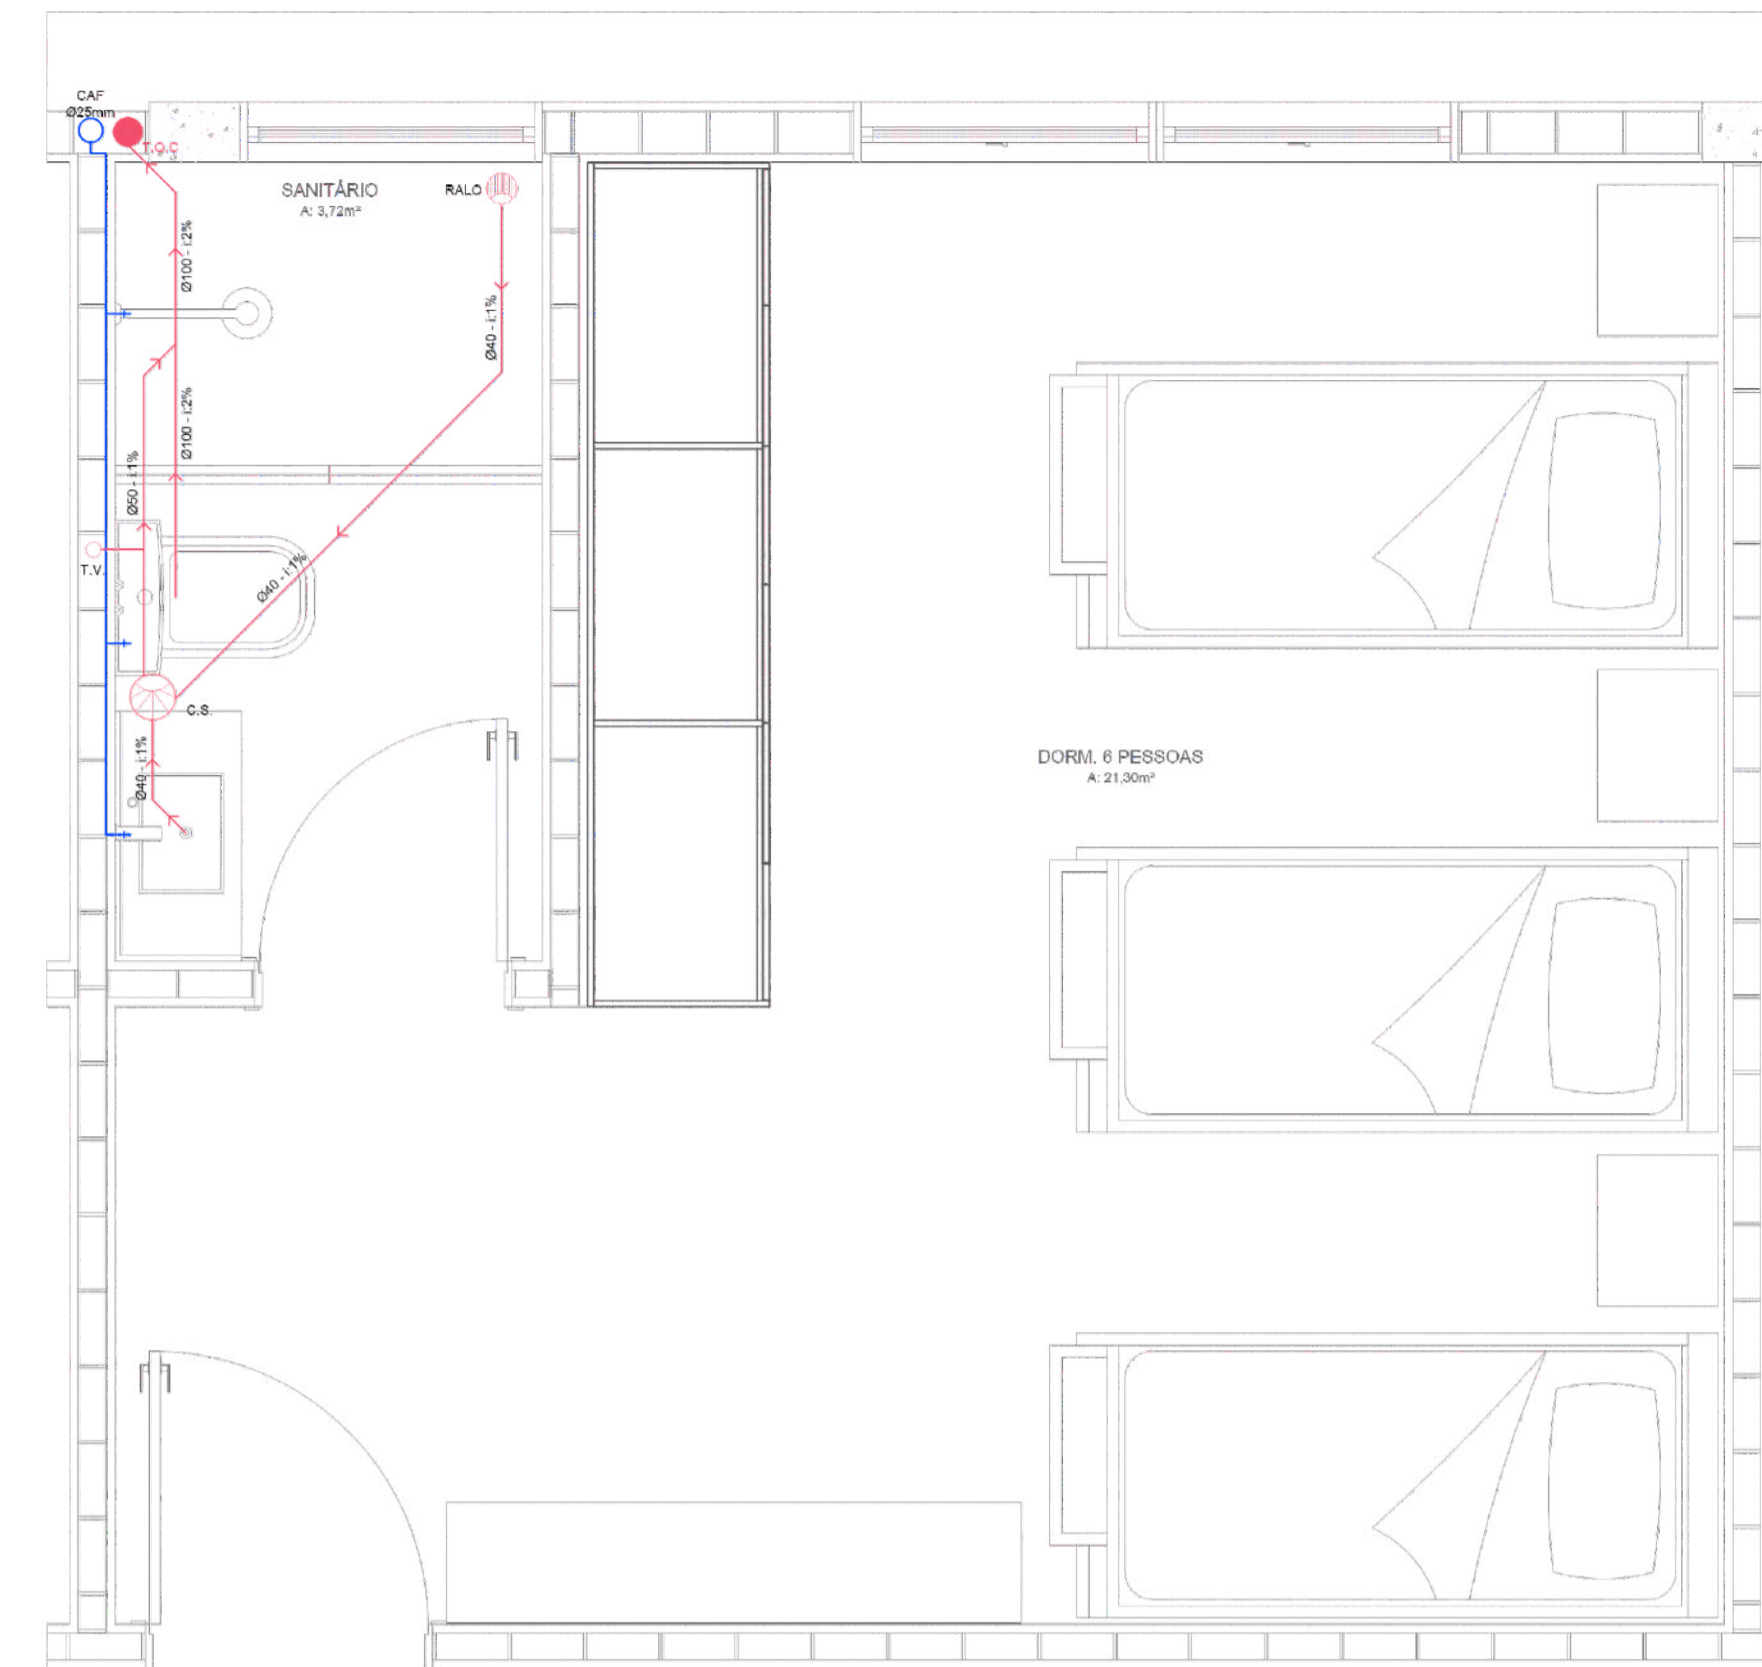 CAF
Ø25mm
T.Q.C
SANITÁRIO
A: 3,72m²
RALO
Ø100 - i:2%
Ø40 - i:1%
Ø100 - i:2%
Ø50 - i:1%
T.V.
Ø40 - i:1%
C.S.
Ø40 - i:1%
DORM. 6 PESSOAS
A: 21,30m²